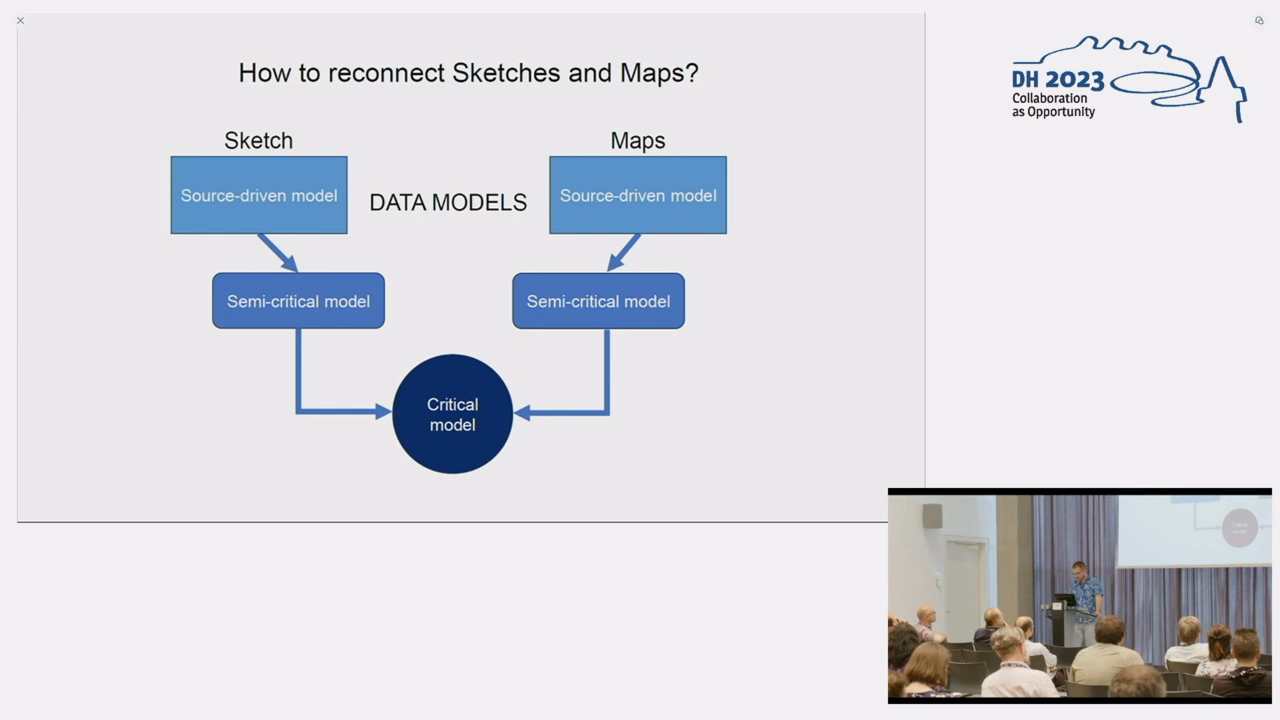 How to reconnect Sketches and Maps?
Sketch
Maps
Source-driven model
DATA MODELS
Source-driven model
Semi-critical model
Semi-critical model
Critical
model
DH 2023
Collaboration
as Opportunity